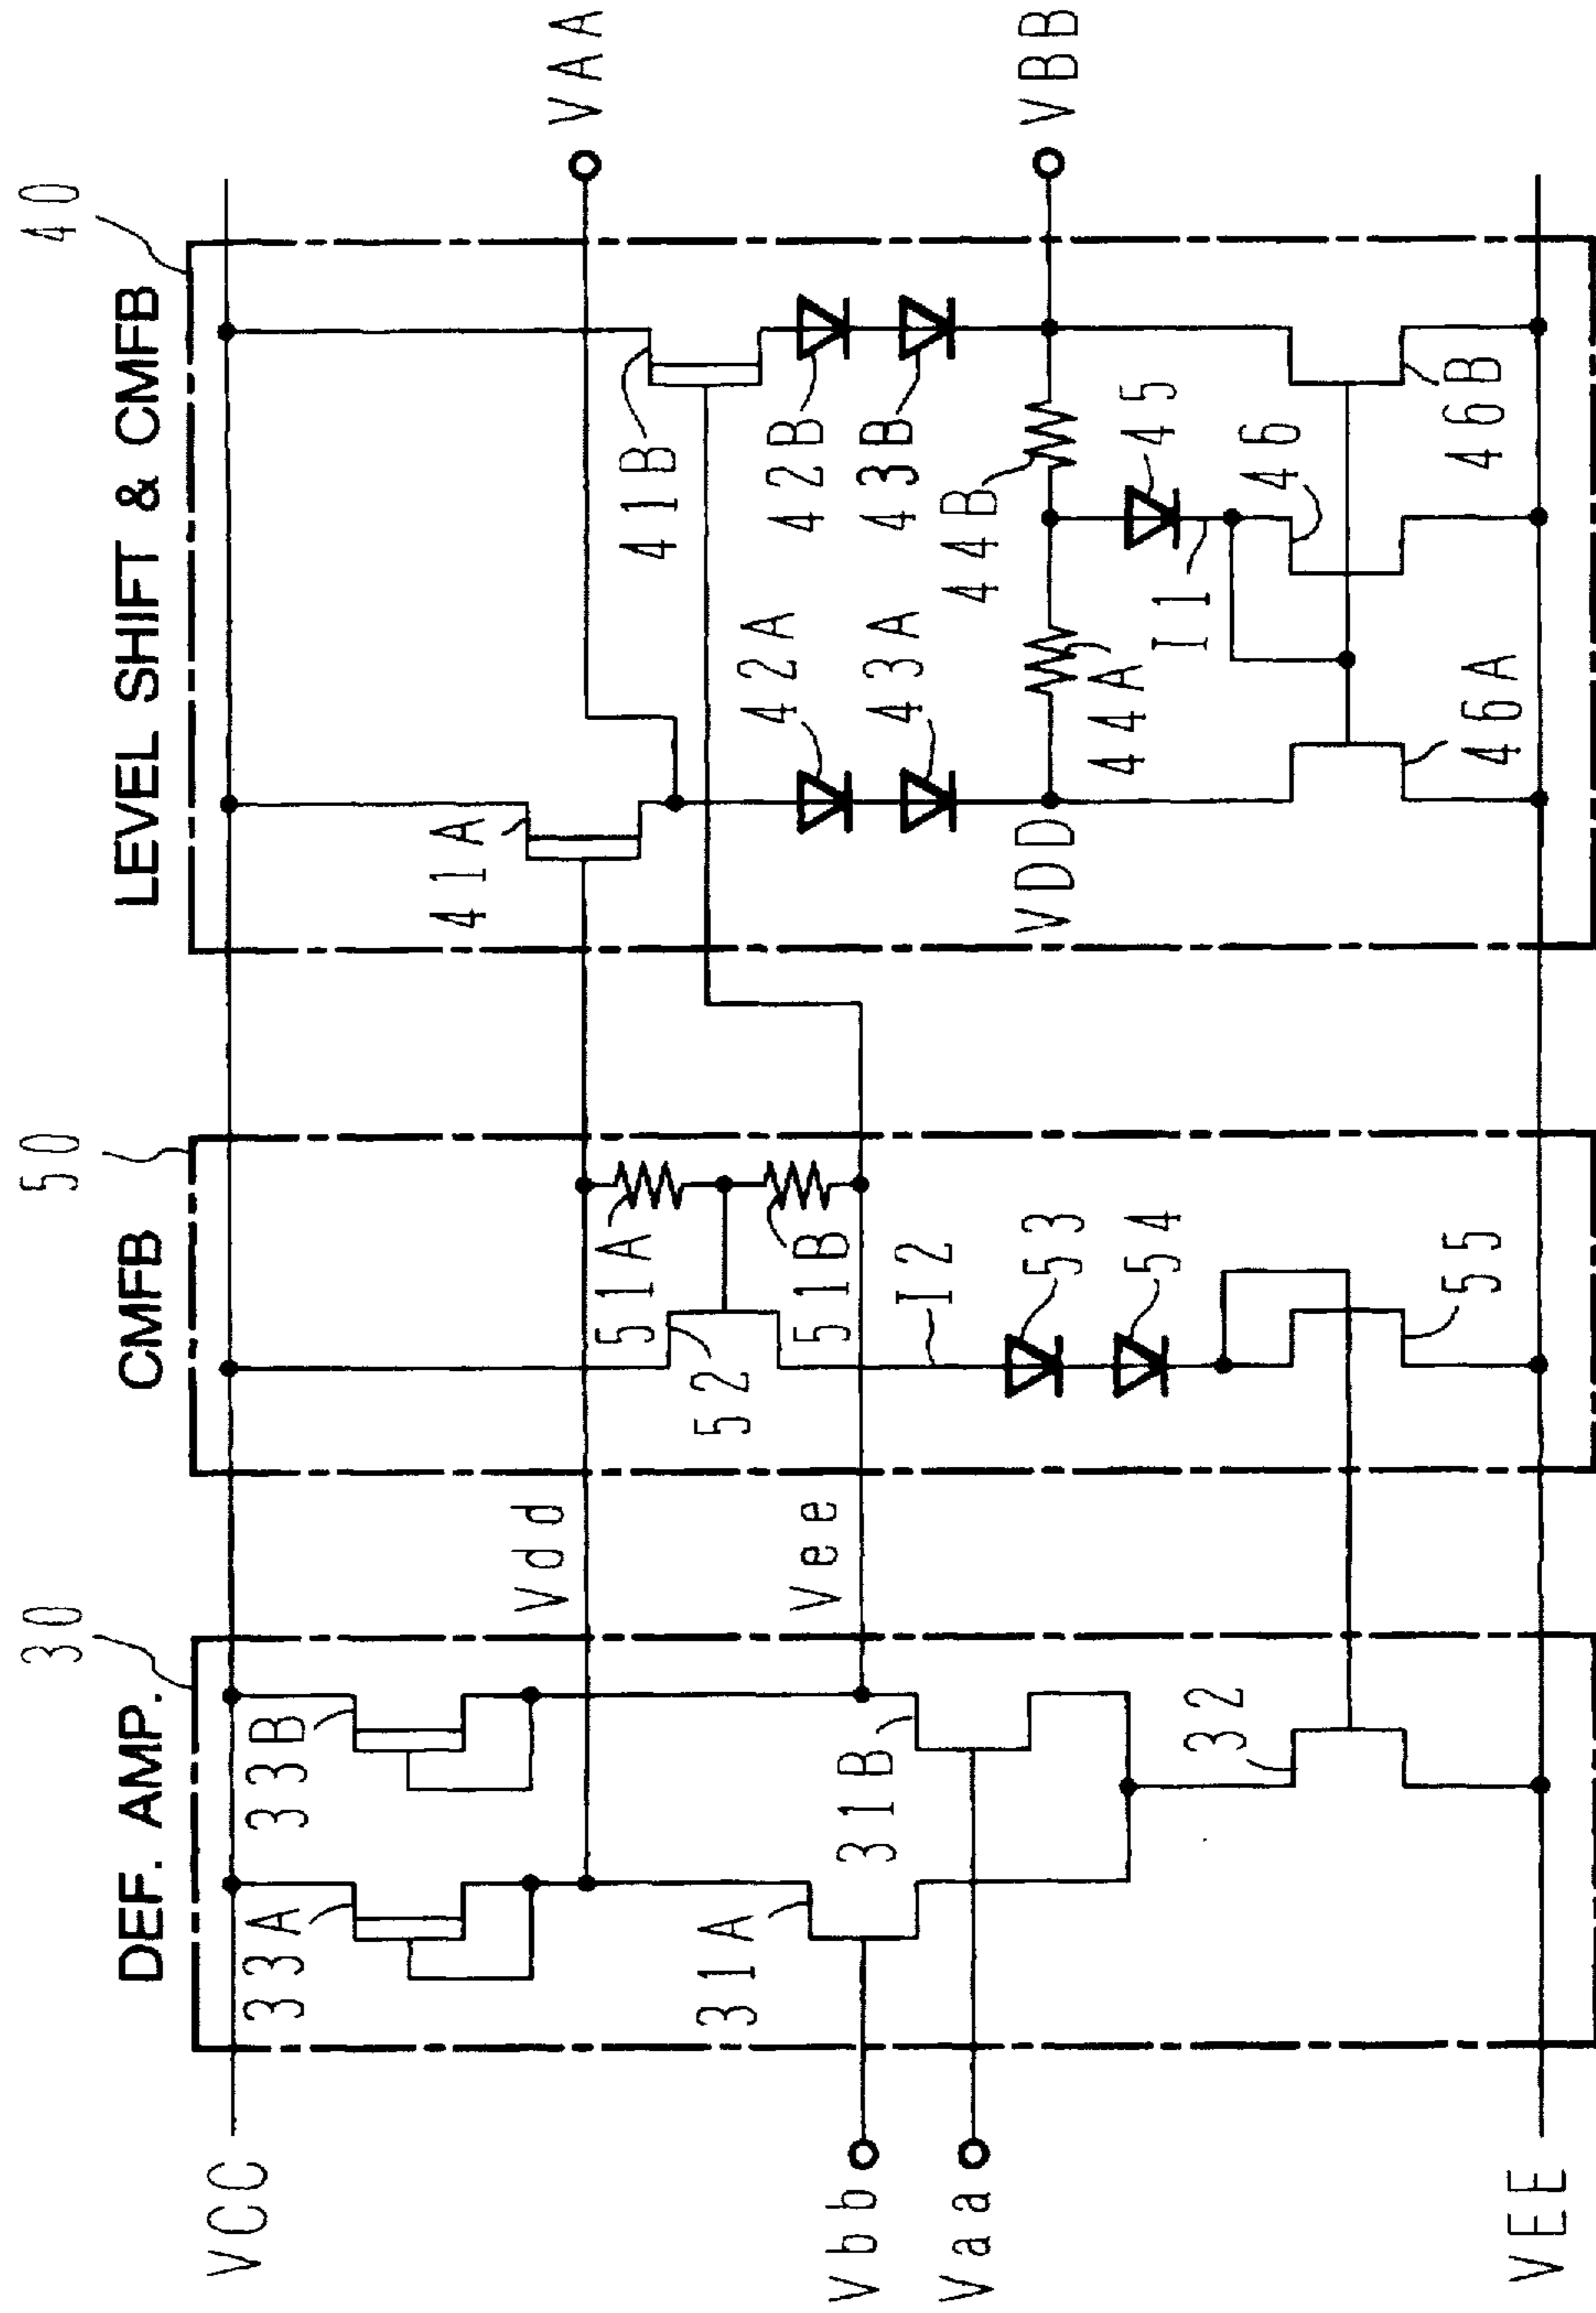 DEF. AMP.
30
CMFB
50
LEVEL SHIFT & CMFB
40
VCC
33A
33B
Vdd
41A
VAA
51A
52
41B
31A
31B
Vee
51B
42A
42B
Vbb
I2
43A
43B
Vaa
53
VDD
44B
VBB
54
44A
45
I1
32
46
55
46A
46B
VEE